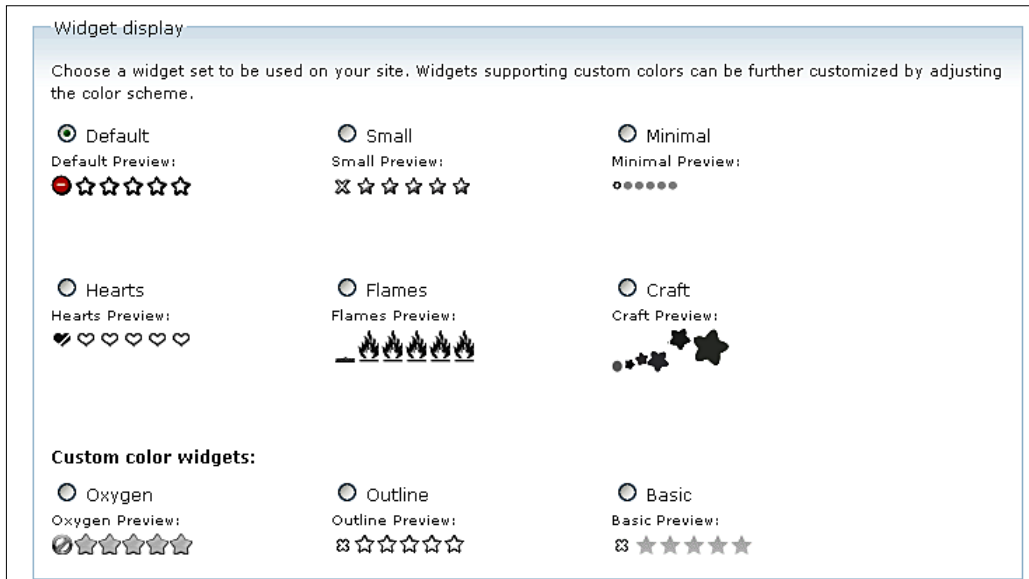 Widget display
Choose a widget set to be used on your site. Widgets supporting custom colors can be further customized by adjusting
the color scheme.
Default Small Minimal
Default Preview: Small Preview: Minimal Preview:
Hearts Flames Craft
Hearts Preview: Flames Preview: Craft Preview:
Custom color widgets:
Oxygen Outline Basic
Oxygen Preview: Outline Preview: Basic Preview: